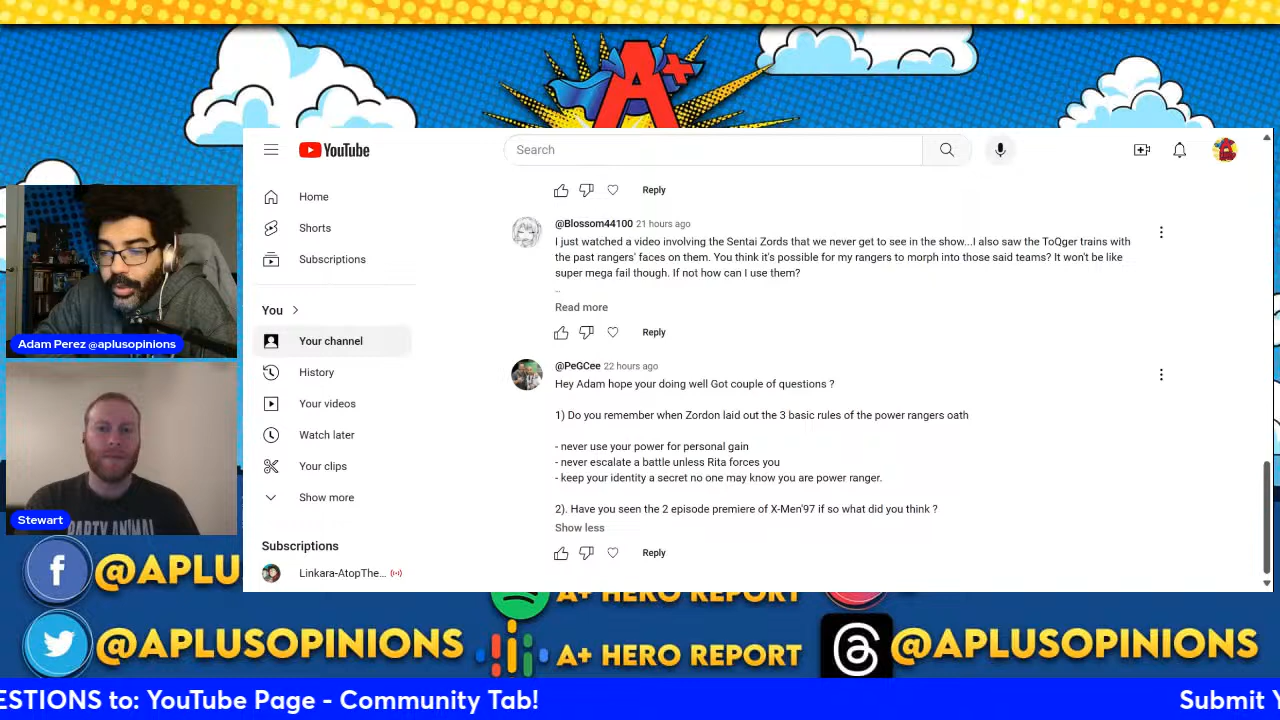 A+
YouTube
Search
Home
Shorts
Subscriptions
You
Your channel
History
Your videos
Watch later
Your clips
Show more
Subscriptions
Linkara-AtopThe...
Reply
@Blossom44100 21 hours ago
I just watched a video involving the Sentai Zords that we never get to see in the show...I also saw the ToQger trains with
the past rangers' faces on them. You think it's possible for my rangers to morph into those said teams? It won't be like
super mega fail though. If not how can I use them?
..
Read more
Reply
@PeGCee 22 hours ago
Hey Adam hope your doing well Got couple of questions ?
1) Do you remember when Zordon laid out the 3 basic rules of the power rangers oath
- never use your power for personal gain
- never escalate a battle unless Rita forces you
- keep your identity a secret no one may know you are power ranger.
2). Have you seen the 2 episode premiere of X-Men'97 if so what did you think ?
Show less
Reply
Adam Perez @aplusopinions
PARTY ANIMAL
Stewart
f @APLU
A+ HERO REPORT
@APLUSOPINIONS
A+ HERO REPORT
@APLUSOPINIONS
ESTIONS to: YouTube Page - Community Tab!
Submit Y